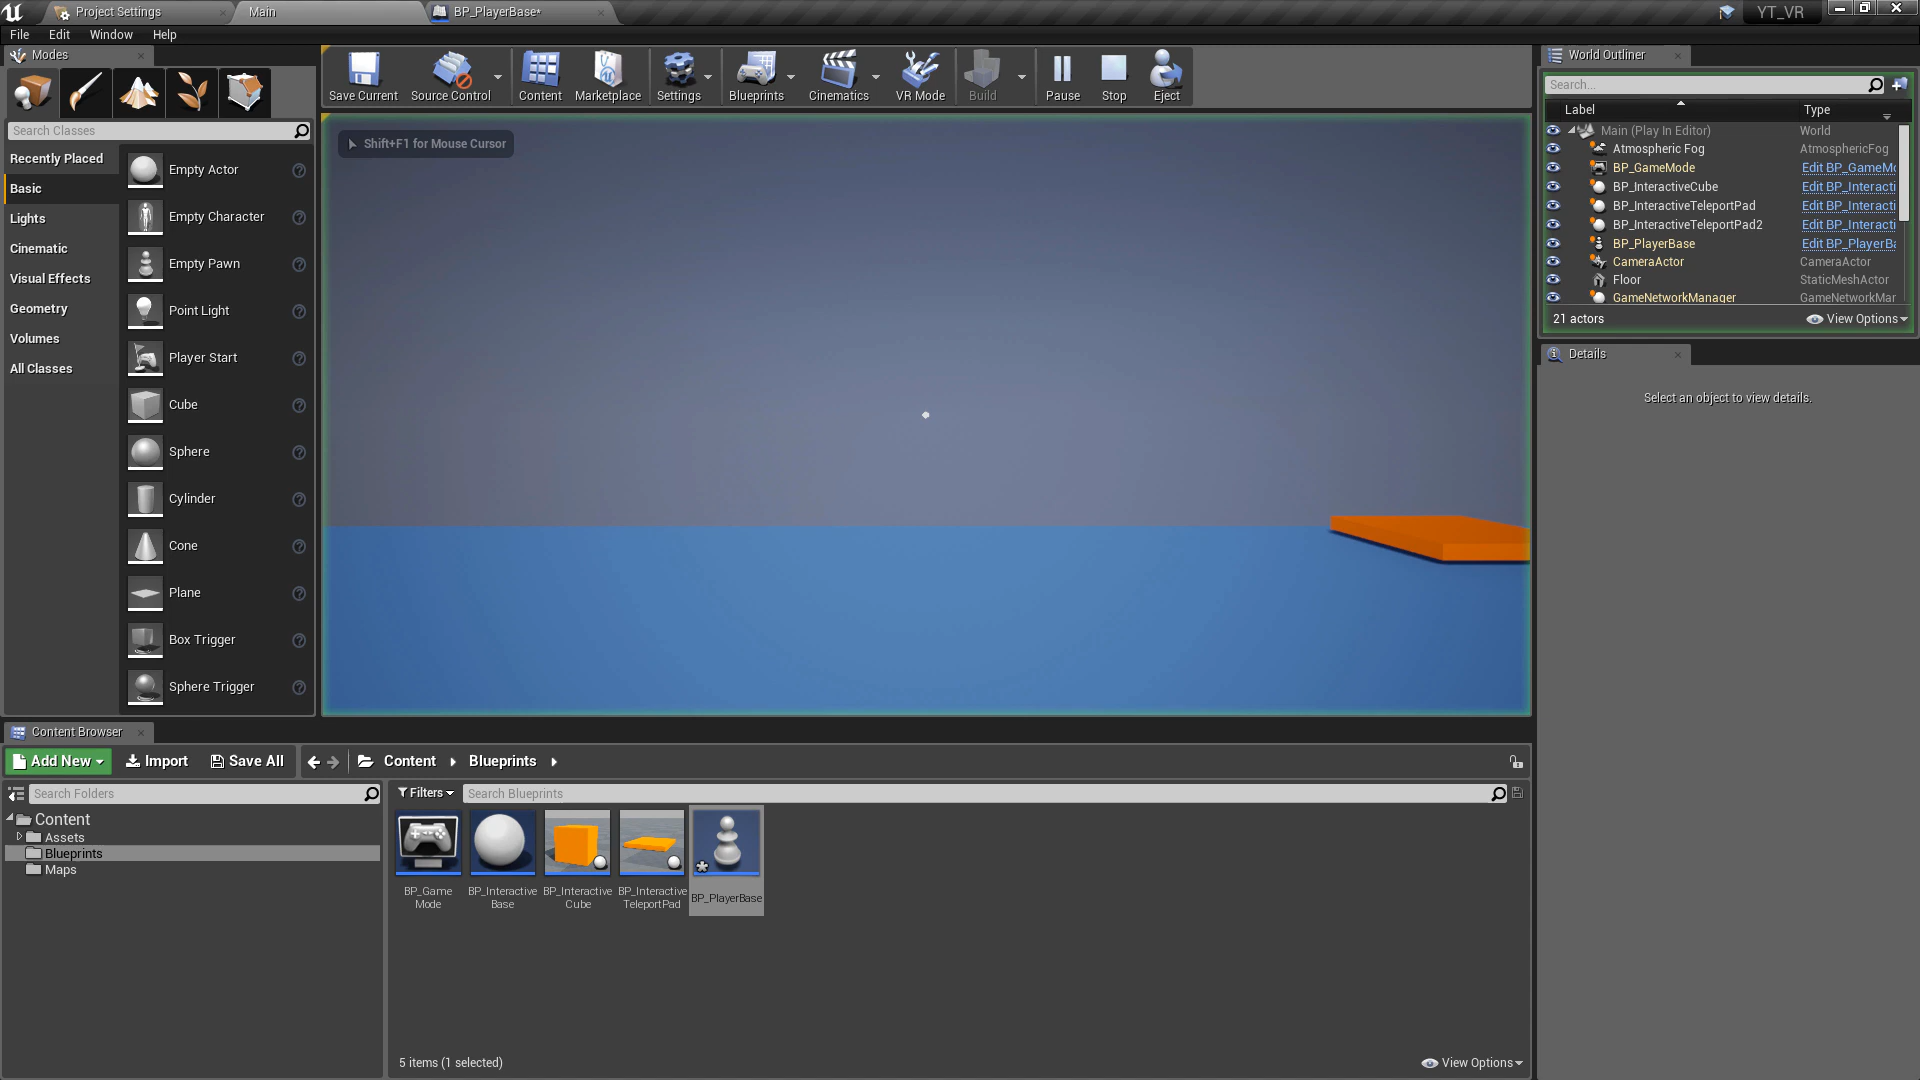 Project Settings
Main
BP_PlayerBase*
YT_VR
File Edit Window Help
Modes
World Outliner
Save Current
Source Control
Content
Marketplace
Settings
Blueprints
Cinematics
VR Mode
Build
Pause
Stop
Eject
Search...
Label
Type
Search Classes
Shift+F1 for Mouse Cursor
Main (Play In Editor) World
Atmospheric Fog AtmosphericFog
BP_GameMode Edit BP_GameMo
BP_InteractiveCube Edit BP_Interacti
BP_InteractiveTeleportPad Edit BP_Interacti
BP_InteractiveTeleportPad2 Edit BP_Interacti
BP_PlayerBase Edit BP_PlayerBa
CameraActor CameraActor
Floor StaticMeshActor
GameNetworkManager GameNetworkMar
21 actors
View Options
Details
Select an object to view details.
Recently Placed
Basic
Lights
Cinematic
Visual Effects
Geometry
Volumes
All Classes
Empty Actor
Empty Character
Empty Pawn
Point Light
Player Start
Cube
Sphere
Cylinder
Cone
Plane
Box Trigger
Sphere Trigger
Content Browser
Add New
Import
Save All
Content
Blueprints
Search Folders
Filters
Search Blueprints
Content
Assets
Blueprints
Maps
BP_Game
Mode
BP_Interactive
Base
BP_Interactive
Cube
BP_Interactive
TeleportPad
BP_PlayerBase
5 items (1 selected)
View Options